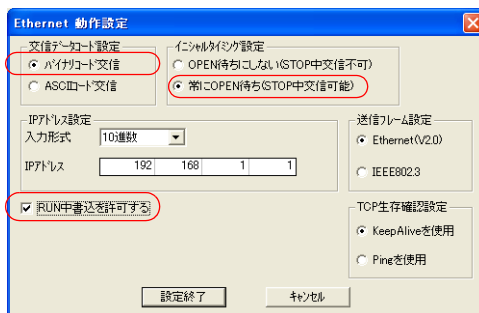 Ethernet 動作設定
交信データコード設定
バイナリコード交信
ASCIIコード交信
イニシャルタイミング設定
OPEN待ちにしない(STOP中交信不可)
常にOPEN待ち(STOP中交信可能)
IPアドレス設定
入力形式 10進数
IPアドレス 192 168 1 1
送信フレーム設定
Ethernet(V2.0)
IEEE802.3
RUN中書込を許可する
TCP生存確認設定
KeepAliveを使用
Pingを使用
設定終了 キャンセル